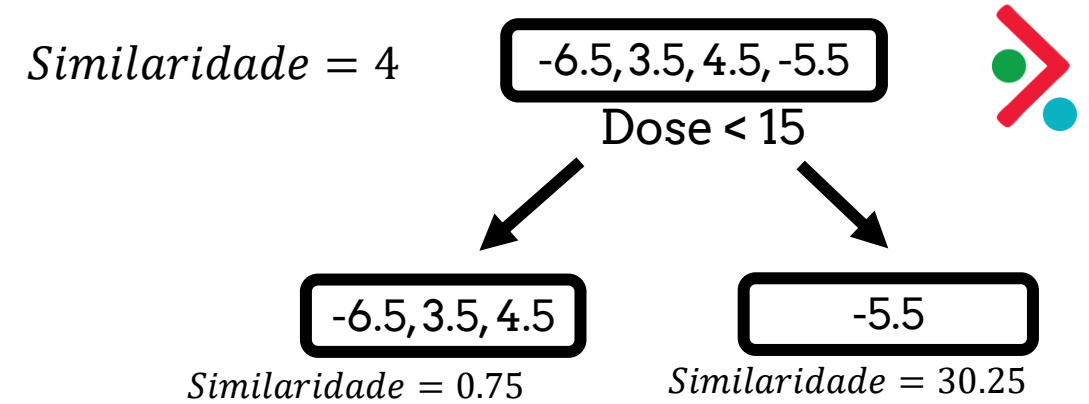 Similaridade = 4
-6.5, 3.5, 4.5, -5.5
Dose < 15
-6.5, 3.5, 4.5
-5.5
Similaridade = 0.75
Similaridade = 30.25